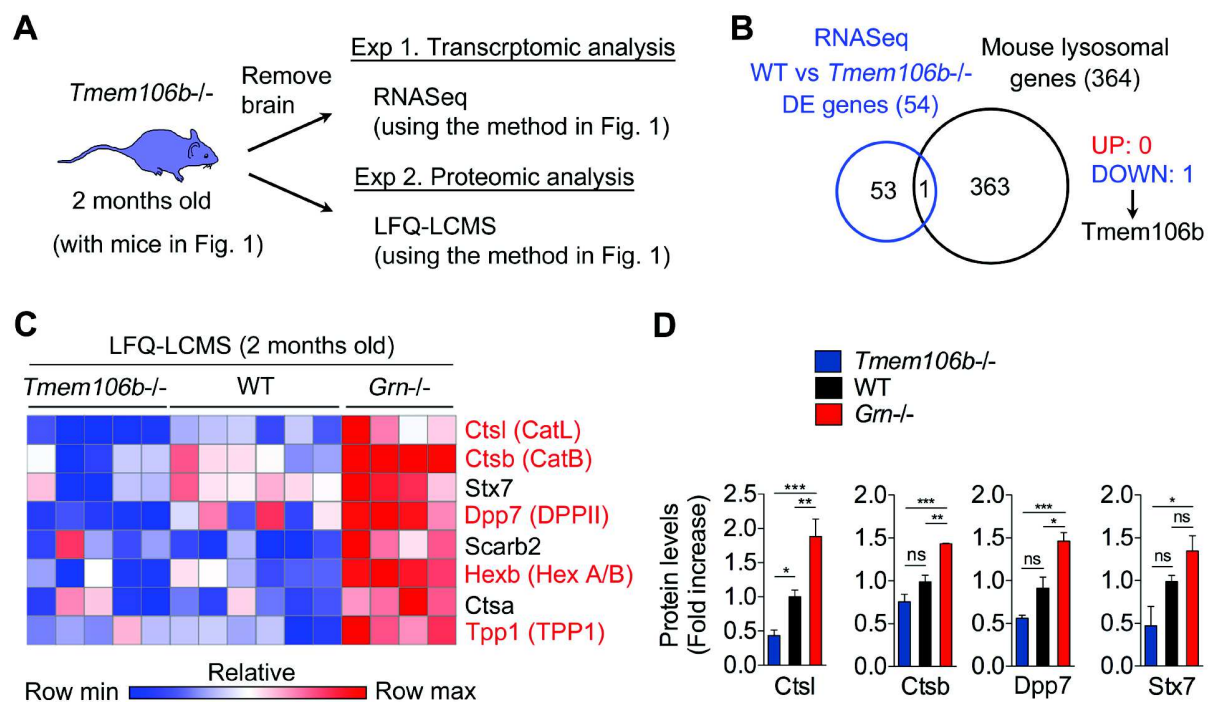 A
Tmem106b-/-
2 months old
(with mice in Fig. 1)
Remove
brain
Exp 1. Transcrptomic analysis
RNASeq
(using the method in Fig. 1)
Exp 2. Proteomic analysis
LFQ-LCMS
(using the method in Fig. 1)
B
RNASeq
WT vs Tmem106b-/-
DE genes (54)
Mouse lysosomal
genes (364)
53
1
363
UP: 0
DOWN: 1
Tmem106b
C
LFQ-LCMS (2 months old)
Tmem106b-/- WT Grn-/-
Ctsl (CatL)
Ctsb (CatB)
Stx7
Dpp7 (DPPII)
Scarb2
Hexb (Hex A/B)
Ctsa
Tpp1 (TPP1)
Relative
Row min Row max
D
Tmem106b-/-
WT
Grn-/-
Protein levels
(Fold increase)
2.5
2.0
1.5
1.0
0.5
0.0
***
**
*
Ctsl
2.0
1.5
1.0
0.5
0.0
***
**
ns
Ctsb
2.0
1.5
1.0
0.5
0.0
***
*
ns
Dpp7
2.0
1.5
1.0
0.5
0.0
*
ns
ns
Stx7